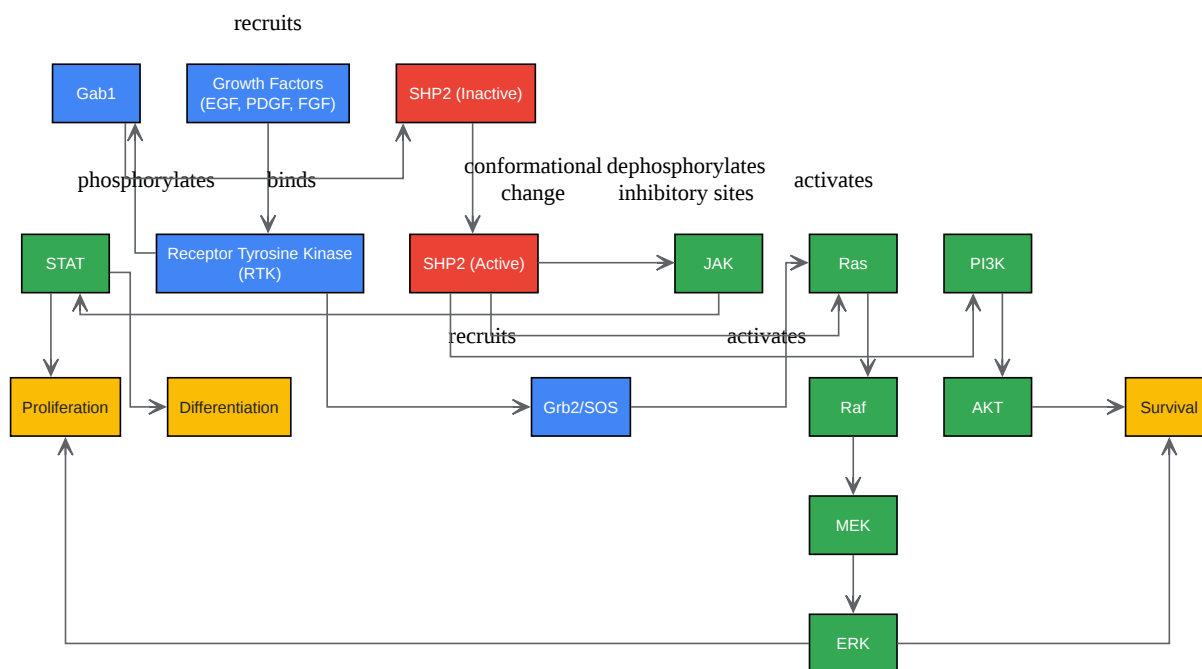 recruits
Gab1
Growth Factors
(EGF, PDGF, FGF)
SHP2 (Inactive)
phosphorylates
binds
conformational
change
dephosphorylates
inhibitory sites
activates
STAT
Receptor Tyrosine Kinase
(RTK)
SHP2 (Active)
JAK
Ras
PI3K
recruits
activates
Proliferation
Differentiation
Grb2/SOS
Raf
AKT
Survival
MEK
ERK